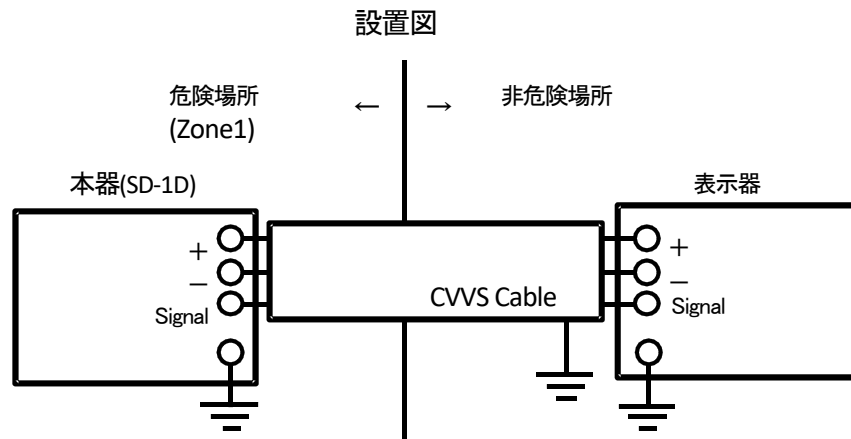 設置図
危険場所
(Zone1)
← →
非危険場所
本器(SD-1D)
表示器
+
−
Signal
CVVS Cable
+
−
Signal